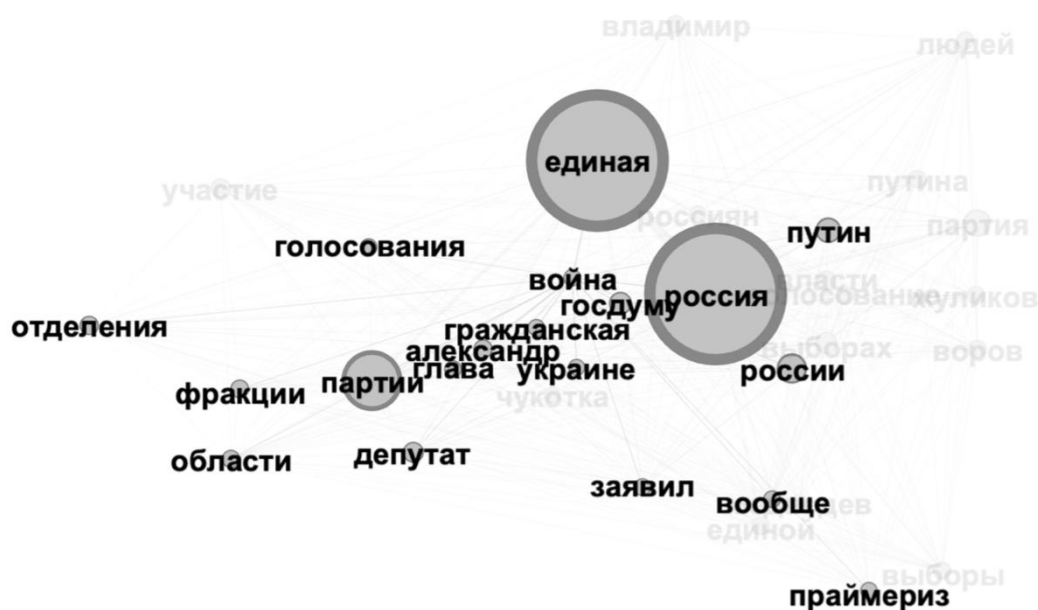 владимир
людей
единая
путина
участие
россиян
партия
путин
голосования
война
власти
россия
госдуму
голосование
жуликов
отделения
гражданская
выборах
воров
александр
глава
украине
россии
партии
фракции
чукотка
депутат
области
заявил
вообще
единой
выборы
праймериз